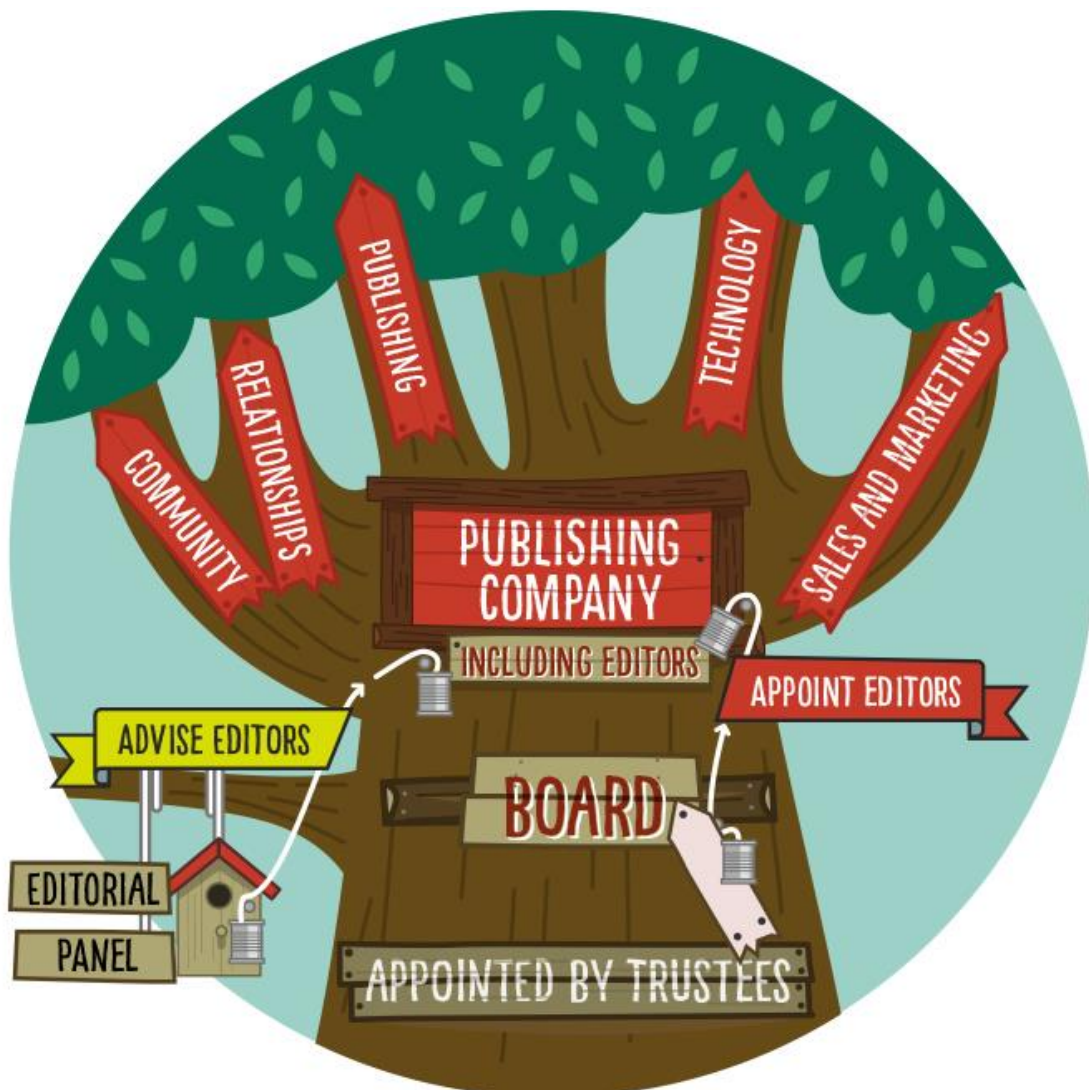 PUBLISHING
TECHNOLOGY
RELATIONSHIPS
COMMUNITY
SALES AND MARKETING
PUBLISHING
COMPANY
INCLUDING EDITORS
APPOINT EDITORS
ADVISE EDITORS
BOARD
EDITORIAL
PANEL
APPOINTED BY TRUSTEES